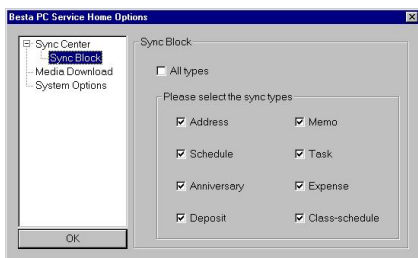 Besta PC Service Home Options
Sync Center
Sync Block
Media Download
System Options
OK
Sync Block
All types
Please select the sync types
Address
Memo
Schedule
Task
Anniversary
Expense
Deposit
Class-schedule